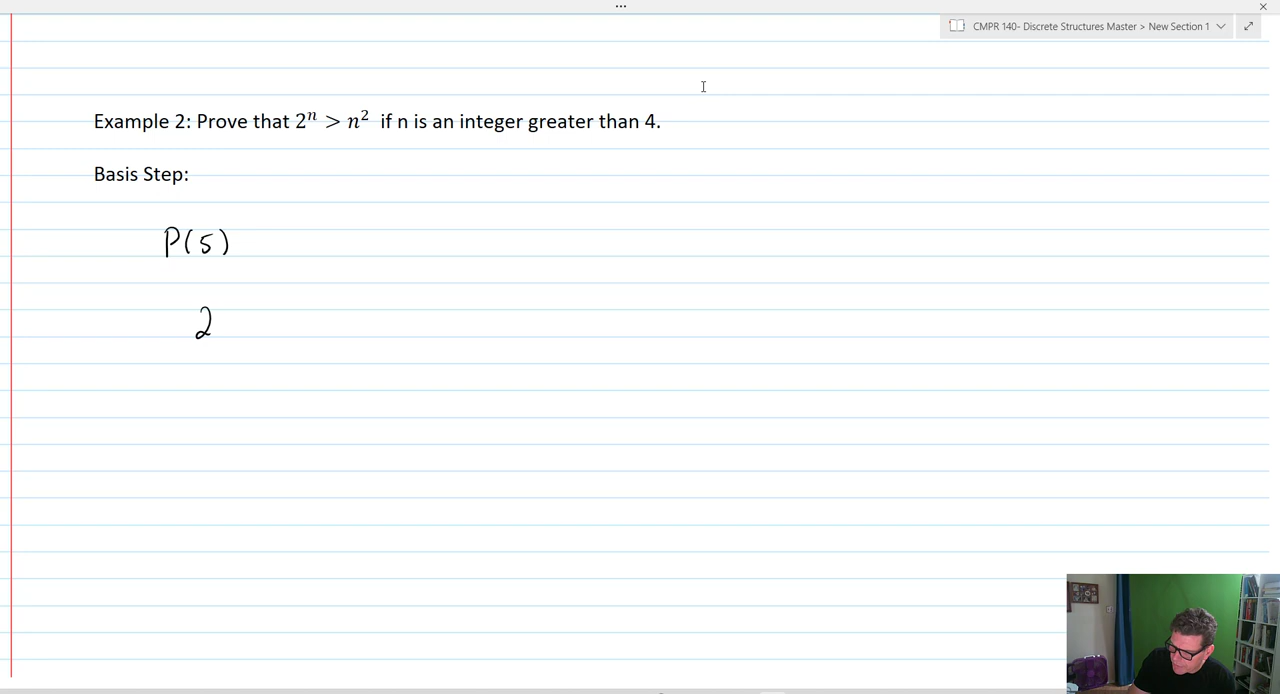 CMPR 140- Discrete Structures Master > New Section 1
Example 2: Prove that 2ⁿ > n² if n is an integer greater than 4.
Basis Step:
P(5)
2